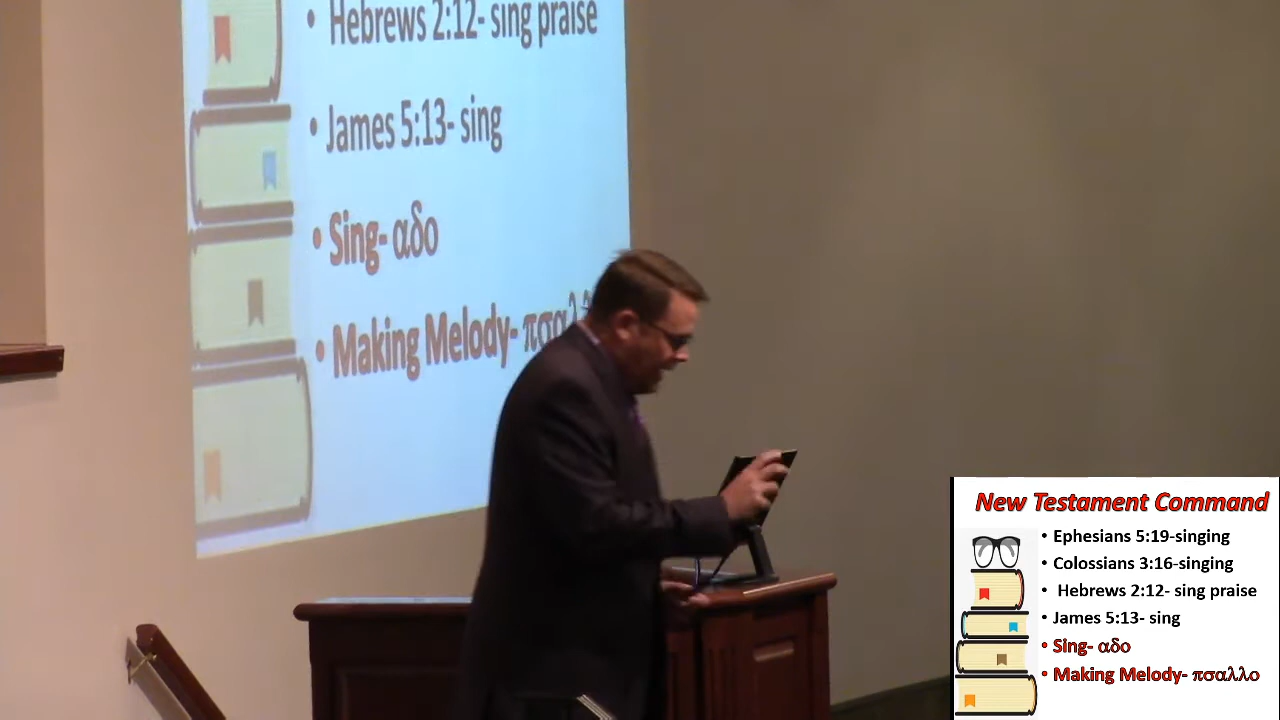 • Hebrews 2:12- sing praise
• James 5:13- sing
• Sing- αδο
• Making Melody-
New Testament Command
• Ephesians 5:19-singing
• Colossians 3:16-singing
• Hebrews 2:12- sing praise
• James 5:13- sing
• Sing- αδο
• Making Melody- πσαλλο